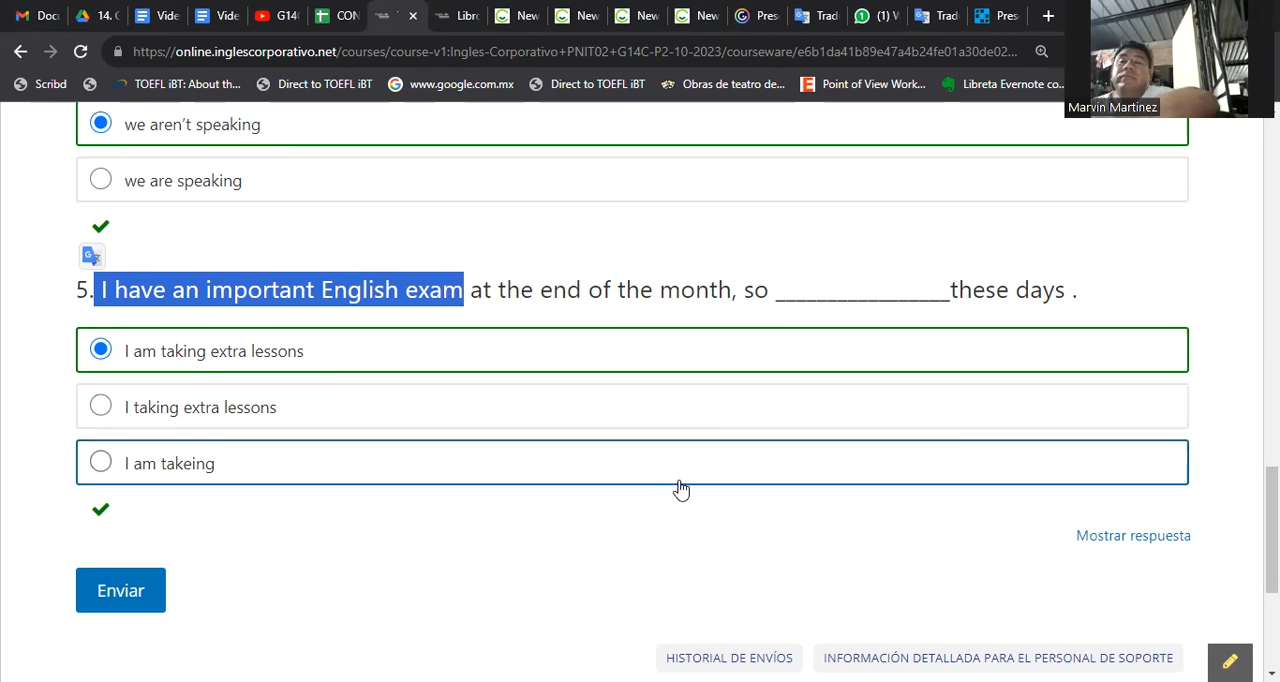 Doc
14. C
Vide
Vide
G14
CON
Libre
New
New
New
New
Pres
Trad
(1) V
Trad
Pres
https://online.inglescorporativo.net/courses/course-v1:Ingles-Corporativo+PNIT02+G14C-P2-10-2023/courseware/e6b1da41b89e47a4b24fe01a30de02...
Scribd
TOEFL iBT: About th...
Direct to TOEFL iBT
www.google.com.mx
Direct to TOEFL iBT
Obras de teatro de...
Point of View Work...
Libreta Evernote co...
Marvin Martinez
we aren't speaking
we are speaking
5. I have an important English exam at the end of the month, so ________________these days .
I am taking extra lessons
I taking extra lessons
I am takeing
Mostrar respuesta
Enviar
HISTORIAL DE ENVÍOS
INFORMACIÓN DETALLADA PARA EL PERSONAL DE SOPORTE